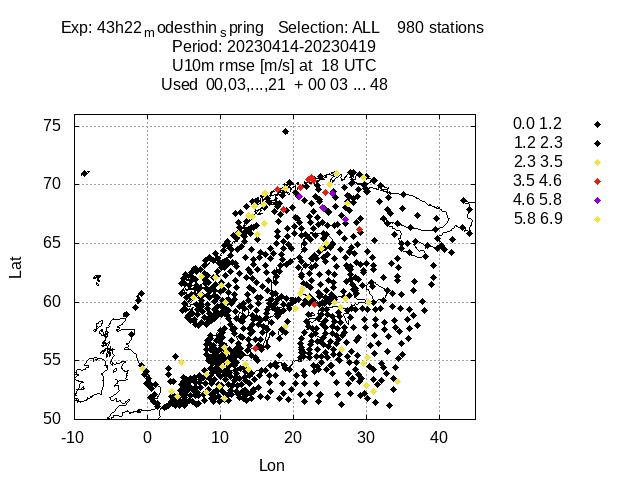 Exp: 43h22modesthinspring Selection: ALL 980 stations
Period: 20230414-20230419
U10m rmse [m/s] at 18 UTC
Used 00,03,...,21 + 00 03 ... 48
75
70
65
60
55
50
Lat
-10 0 10 20 30 40
Lon
0.0 1.2
1.2 2.3
2.3 3.5
3.5 4.6
4.6 5.8
5.8 6.9